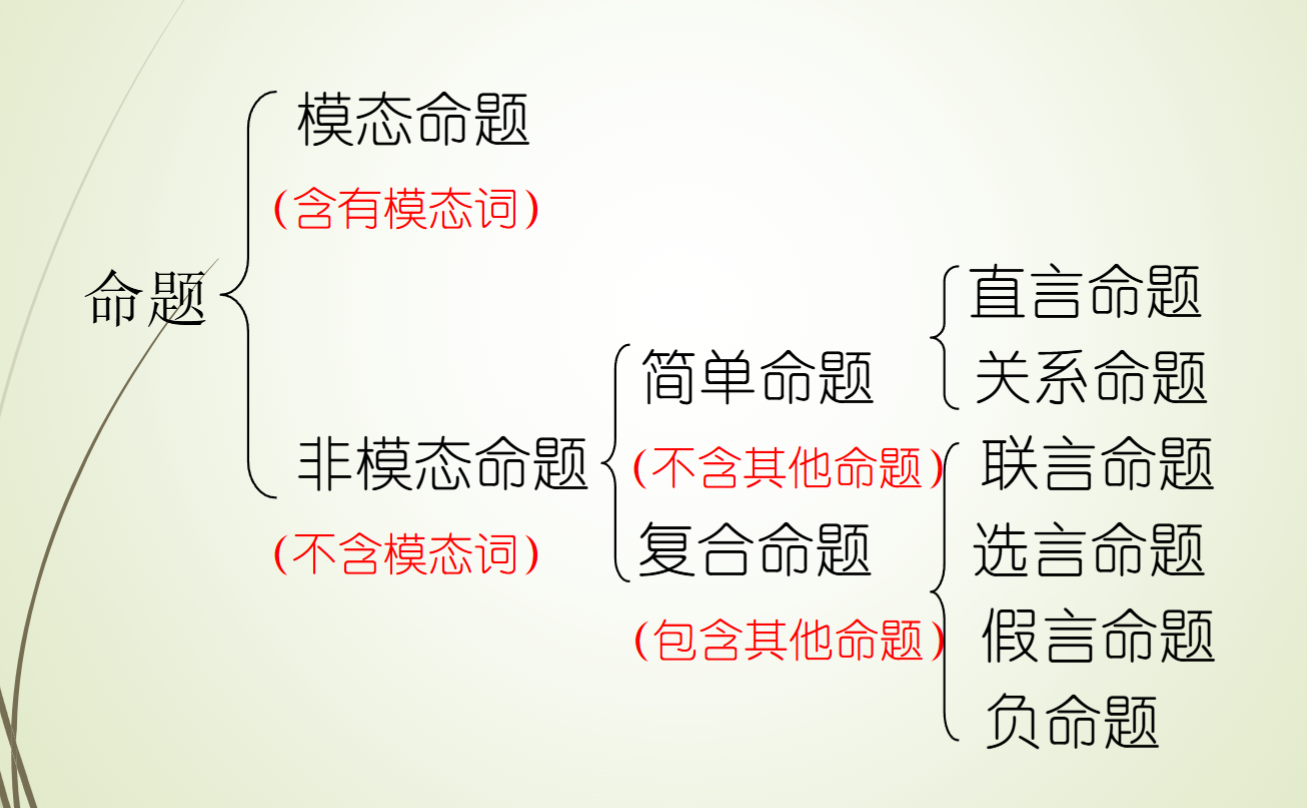 命题
模态命题
(含有模态词)
非模态命题
(不含模态词)
简单命题
(不含其他命题)
复合命题
(包含其他命题)
直言命题
关系命题
联言命题
选言命题
假言命题
负命题